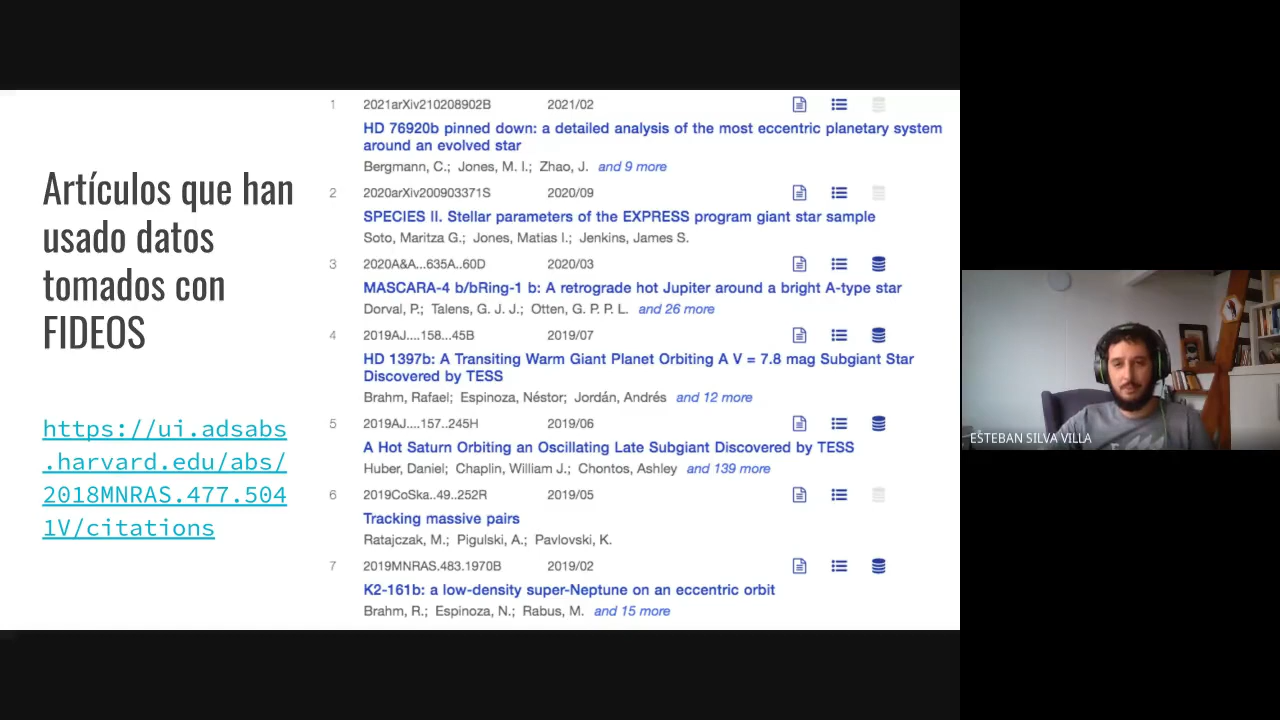 Artículos que han
usado datos
tomados con
FIDEOS
https://ui.adsabs
.harvard.edu/abs/
2018MNRAS.477.504
1V/citations
1 2021arXiv210208902B 2021/02
HD 76920b pinned down: a detailed analysis of the most eccentric planetary system
around an evolved star
Bergmann, C.; Jones, M. I.; Zhao, J. and 9 more
2 2020arXiv200903371S 2020/09
SPECIES II. Stellar parameters of the EXPRESS program giant star sample
Soto, Maritza G.; Jones, Matias I.; Jenkins, James S.
3 2020A&A...635A..60D 2020/03
MASCARA-4 b/bRing-1 b: A retrograde hot Jupiter around a bright A-type star
Dorval, P.; Talens, G. J. J.; Otten, G. P. P. L. and 26 more
4 2019AJ....158...45B 2019/07
HD 1397b: A Transiting Warm Giant Planet Orbiting A V = 7.8 mag Subgiant Star
Discovered by TESS
Brahm, Rafael; Espinoza, Néstor; Jordán, Andrés and 12 more
5 2019AJ....157..245H 2019/06
A Hot Saturn Orbiting an Oscillating Late Subgiant Discovered by TESS
Huber, Daniel; Chaplin, William J.; Chontos, Ashley and 139 more
6 2019CoSka..49..252R 2019/05
Tracking massive pairs
Ratajczak, M.; Pigulski, A.; Pavlovski, K.
7 2019MNRAS.483.1970B 2019/02
K2-161b: a low-density super-Neptune on an eccentric orbit
Brahm, R.; Espinoza, N.; Rabus, M. and 15 more
ESTEBAN SILVA VILLA